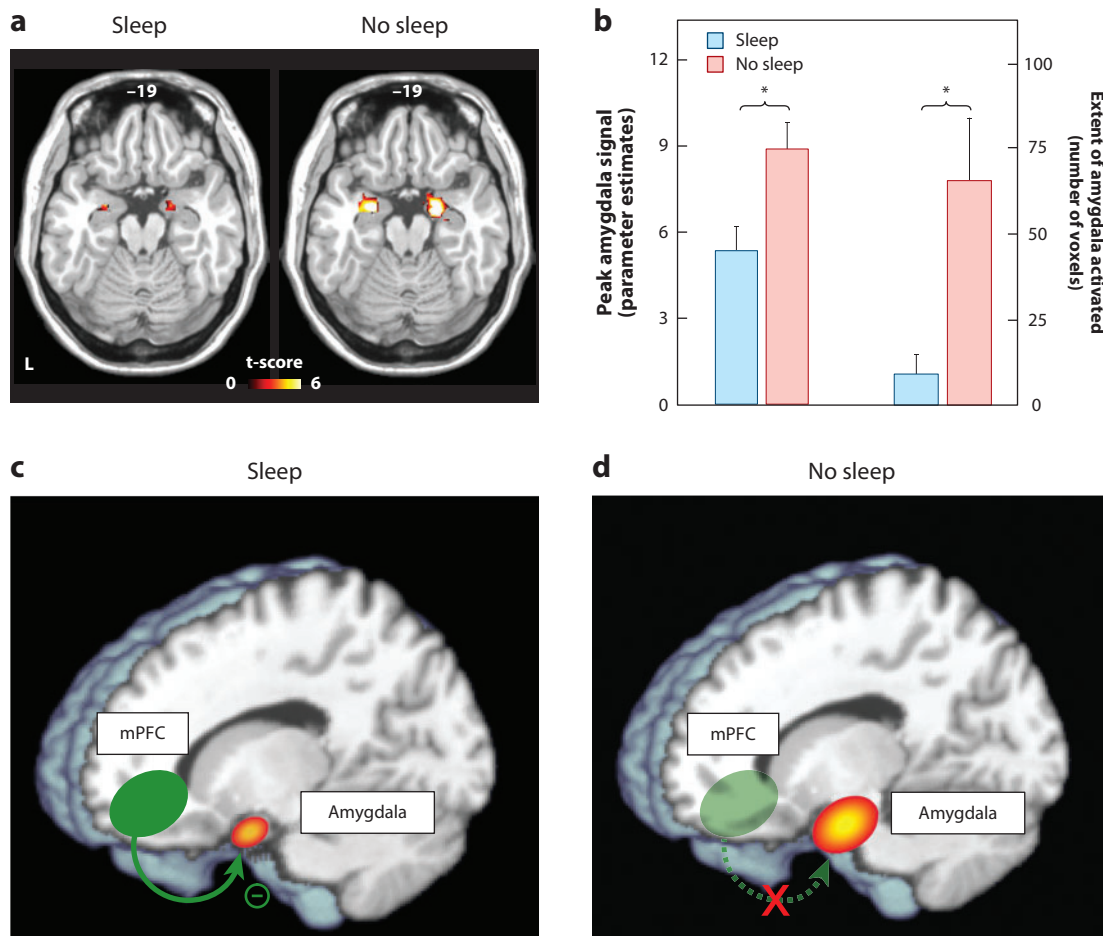 a
Sleep
No sleep
–19
–19
L
t-score
0
6
b
Sleep
No sleep
*
*
12
9
6
3
0
100
75
50
25
0
Peak amygdala signal
(parameter estimates)
Extent of amygdala activated
(number of voxels)
c
Sleep
mPFC
Amygdala
–
d
No sleep
mPFC
Amygdala
X